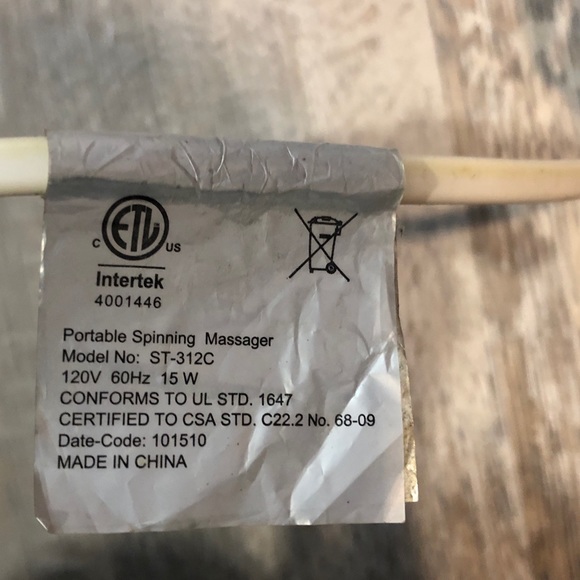 ETL
C US
Intertek
4001446
Portable Spinning Massager
Model No: ST-312C
120V 60Hz 15 W
CONFORMS TO UL STD. 1647
CERTIFIED TO CSA STD. C22.2 No. 68-09
Date-Code: 101510
MADE IN CHINA